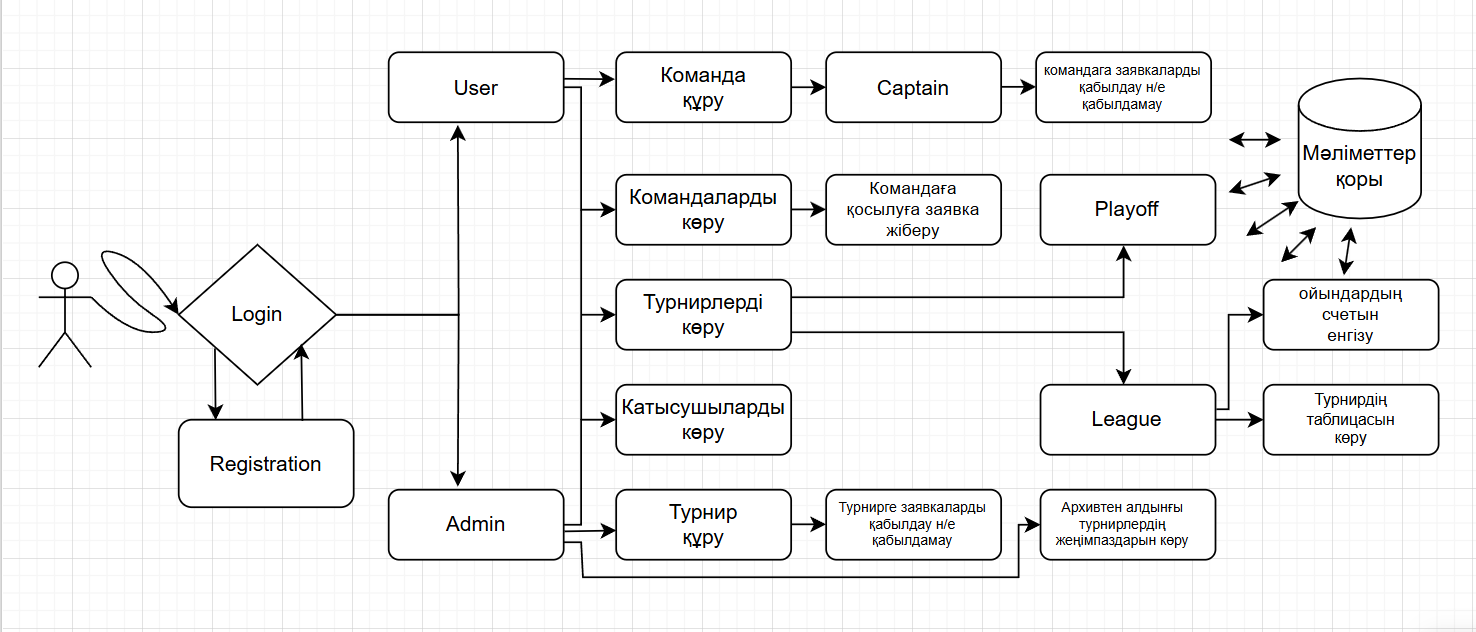 User
Команда
құру
Captain
командага заявкаларды
қабылдау н/е
қабылдамау
Мәліметтер
қоры
Командаларды
көру
Командаға
қосылуға заявка
жіберу
Playoff
Login
Турнирлерді
көру
ойындардың
счетын
енгізу
Катысушыларды
көру
League
Турнирдің
таблицасын
көру
Registration
Admin
Турнир
құру
Турнирге заявкаларды
қабылдау н/е
қабылдамау
Архивтен алдынғы
турнирлердің
жеңімпаздарын көру